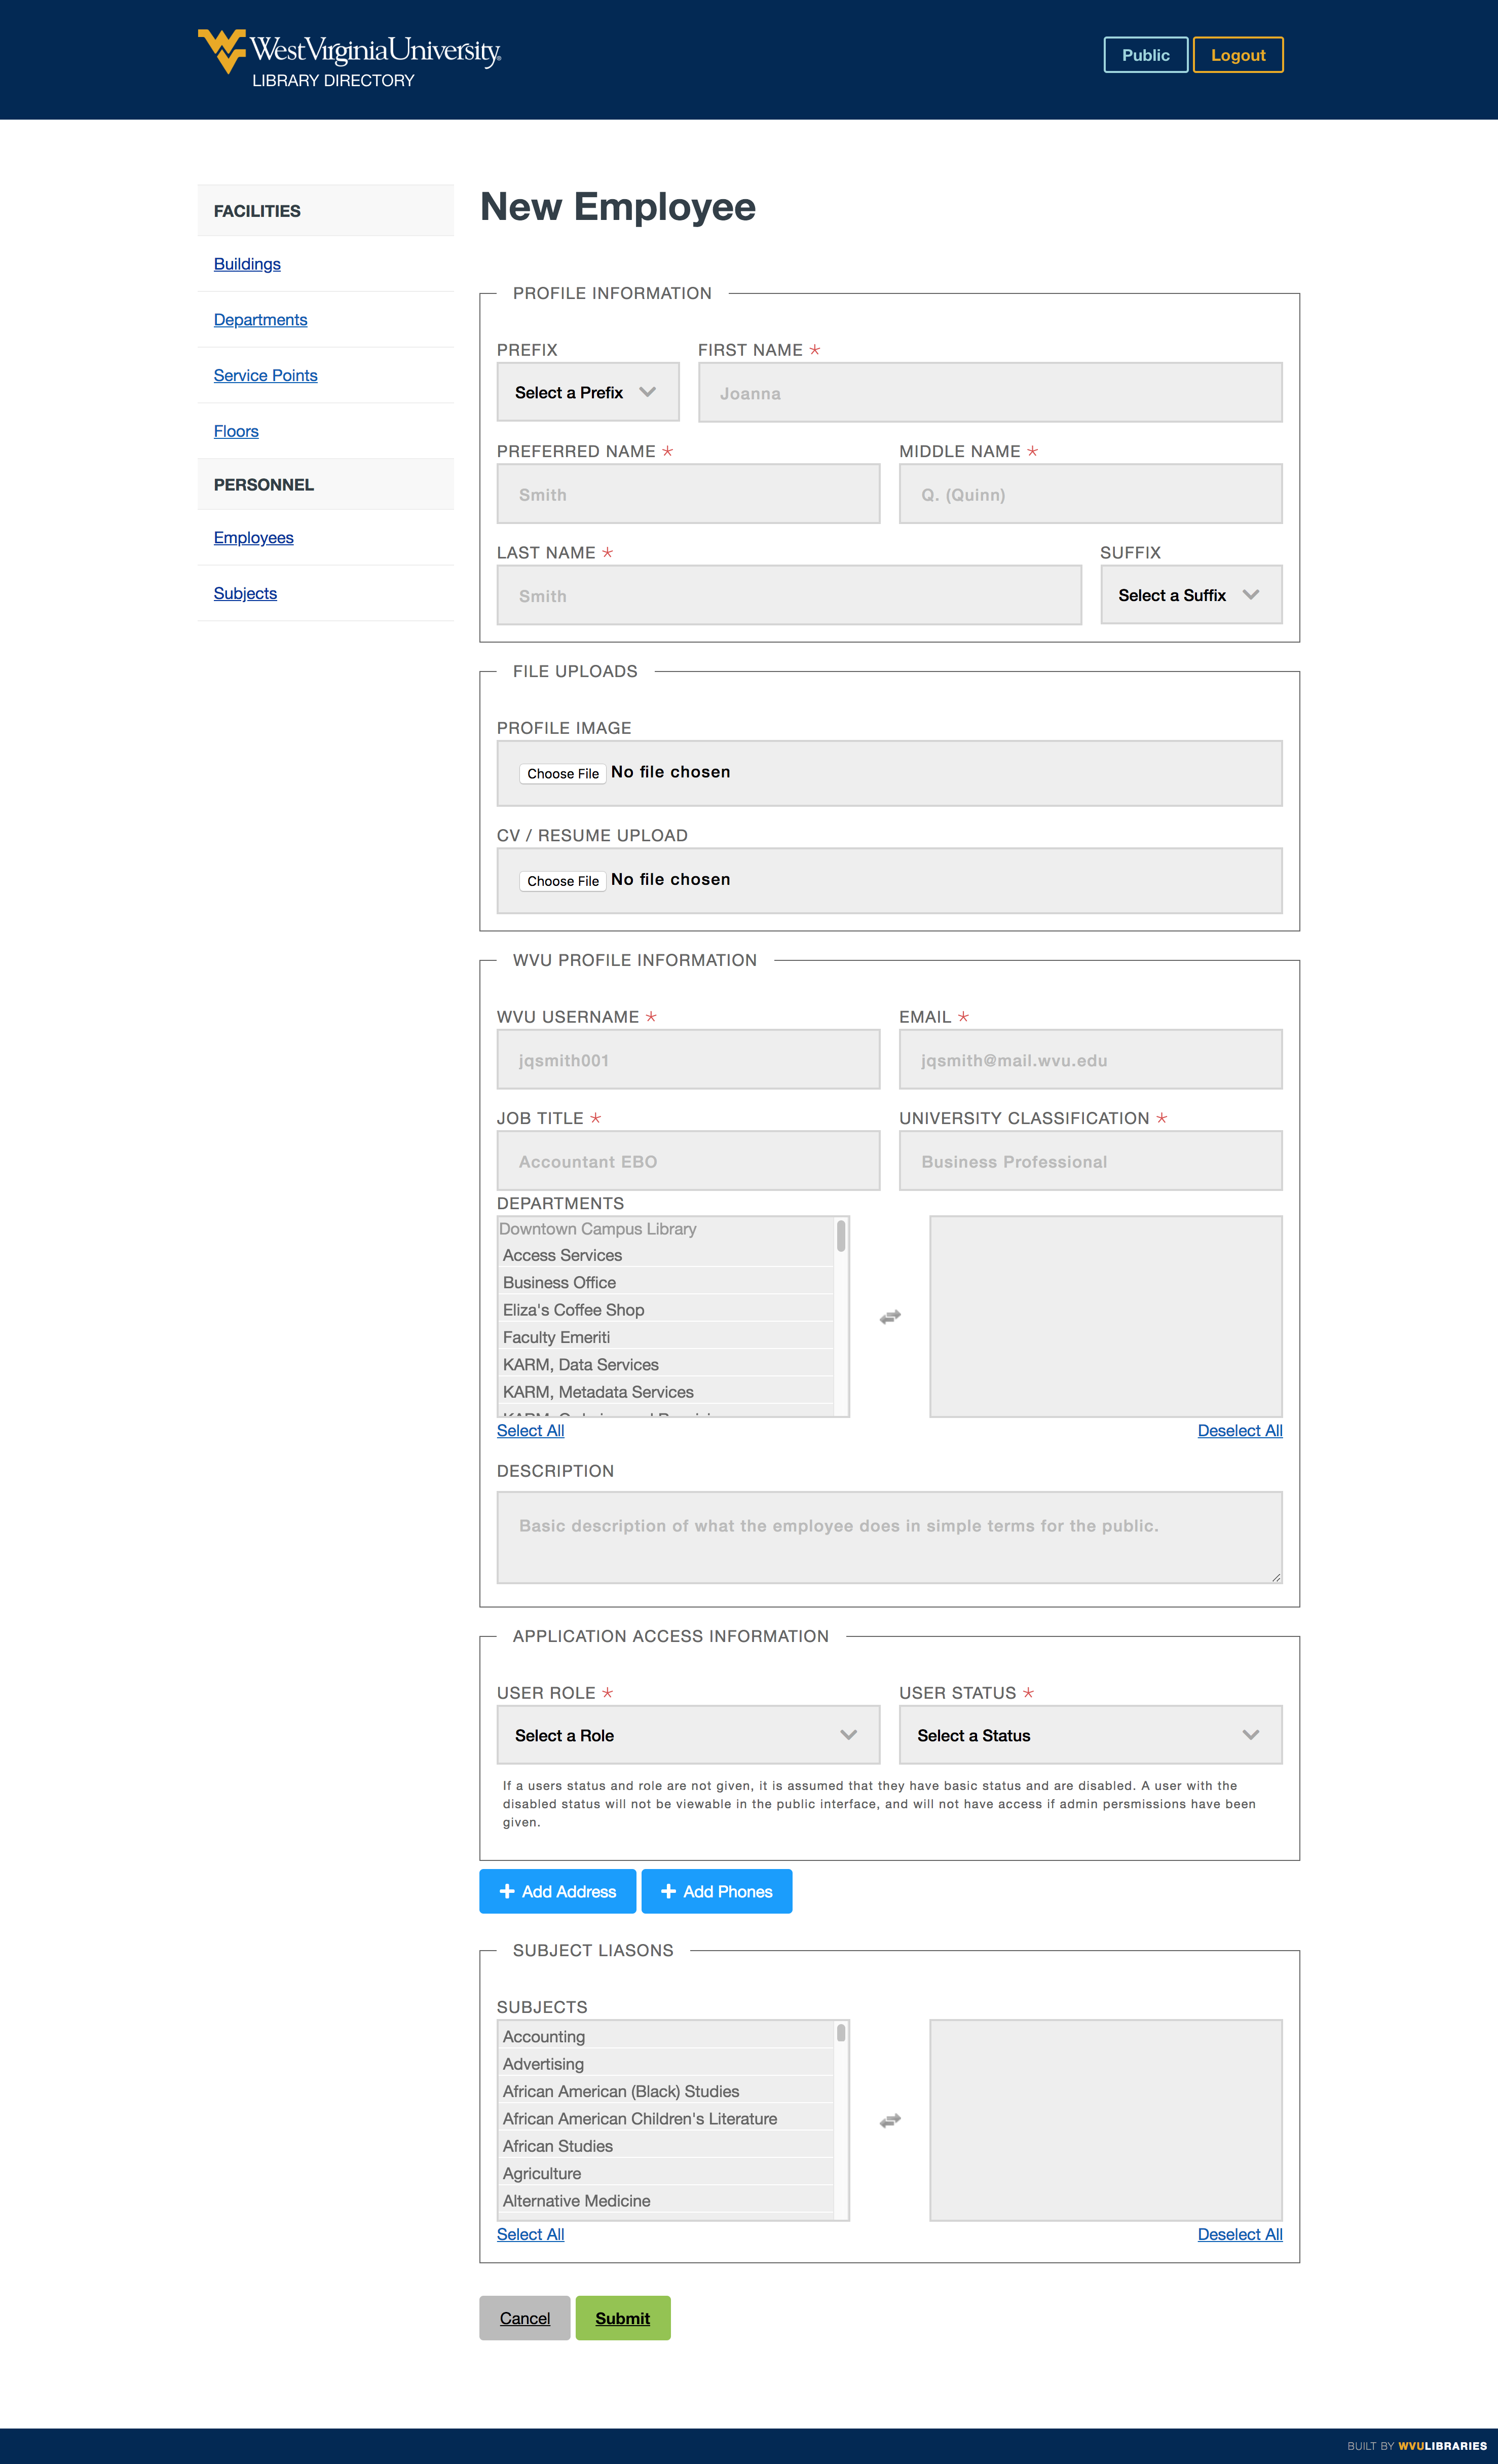 WestVirginiaUniversity®
LIBRARY DIRECTORY
Public
Logout
FACILITIES
Buildings
Departments
Service Points
Floors
PERSONNEL
Employees
Subjects
New Employee
PROFILE INFORMATION
PREFIX
FIRST NAME *
Select a Prefix
Joanna
PREFERRED NAME *
MIDDLE NAME *
Smith
Q. (Quinn)
LAST NAME *
SUFFIX
Smith
Select a Suffix
FILE UPLOADS
PROFILE IMAGE
Choose File No file chosen
CV / RESUME UPLOAD
Choose File No file chosen
WVU PROFILE INFORMATION
WVU USERNAME *
EMAIL *
jqsmith001
jqsmith@mail.wvu.edu
JOB TITLE *
UNIVERSITY CLASSIFICATION *
Accountant EBO
Business Professional
DEPARTMENTS
Downtown Campus Library
Access Services
Business Office
Eliza's Coffee Shop
Faculty Emeriti
KARM, Data Services
KARM, Metadata Services
Select All
Deselect All
DESCRIPTION
Basic description of what the employee does in simple terms for the public.
APPLICATION ACCESS INFORMATION
USER ROLE *
USER STATUS *
Select a Role
Select a Status
If a users status and role are not given, it is assumed that they have basic status and are disabled. A user with the
disabled status will not be viewable in the public interface, and will not have access if admin persmissions have been
given.
Add Address
Add Phones
SUBJECT LIASONS
SUBJECTS
Accounting
Advertising
African American (Black) Studies
African American Children's Literature
African Studies
Agriculture
Alternative Medicine
Select All
Deselect All
Cancel
Submit
BUILT BY WVULIBRARIES